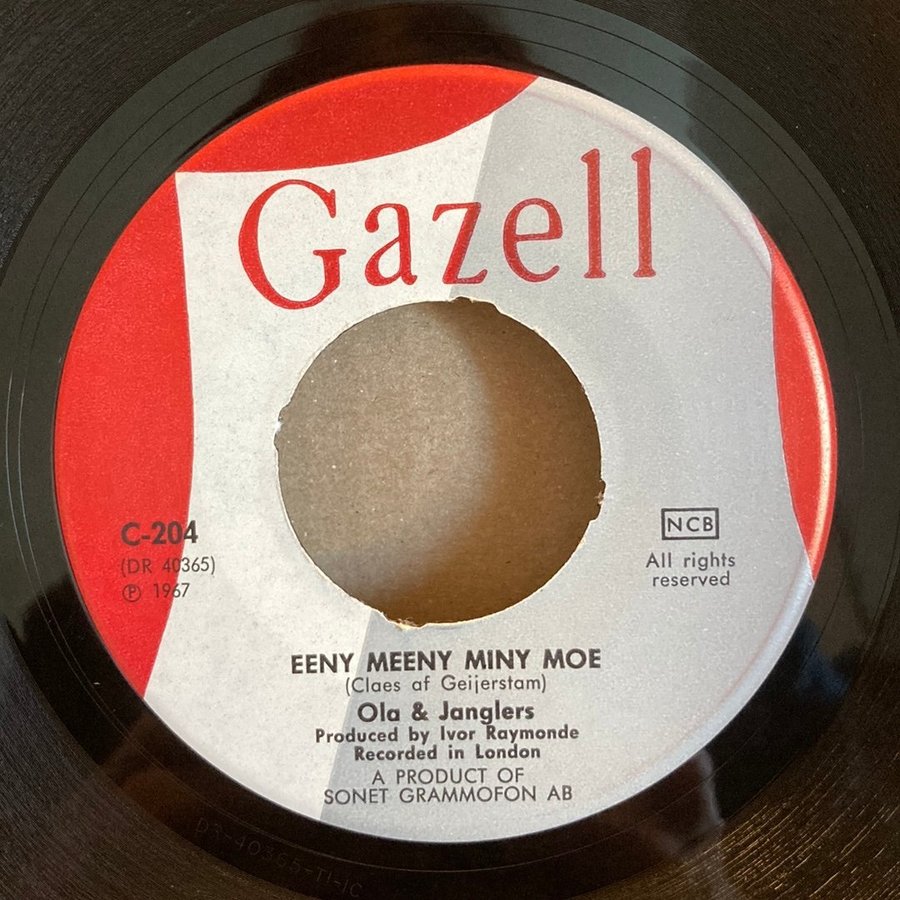 Gazell
C-204
(DR 40365)
Ⓟ 1967
NCB
All rights
reserved
EENY MEENY MINY MOE
(Claes af Geijerstam)
Ola & Janglers
Produced by Ivor Raymonde
Recorded in London
A PRODUCT OF
SONET GRAMMOFON AB